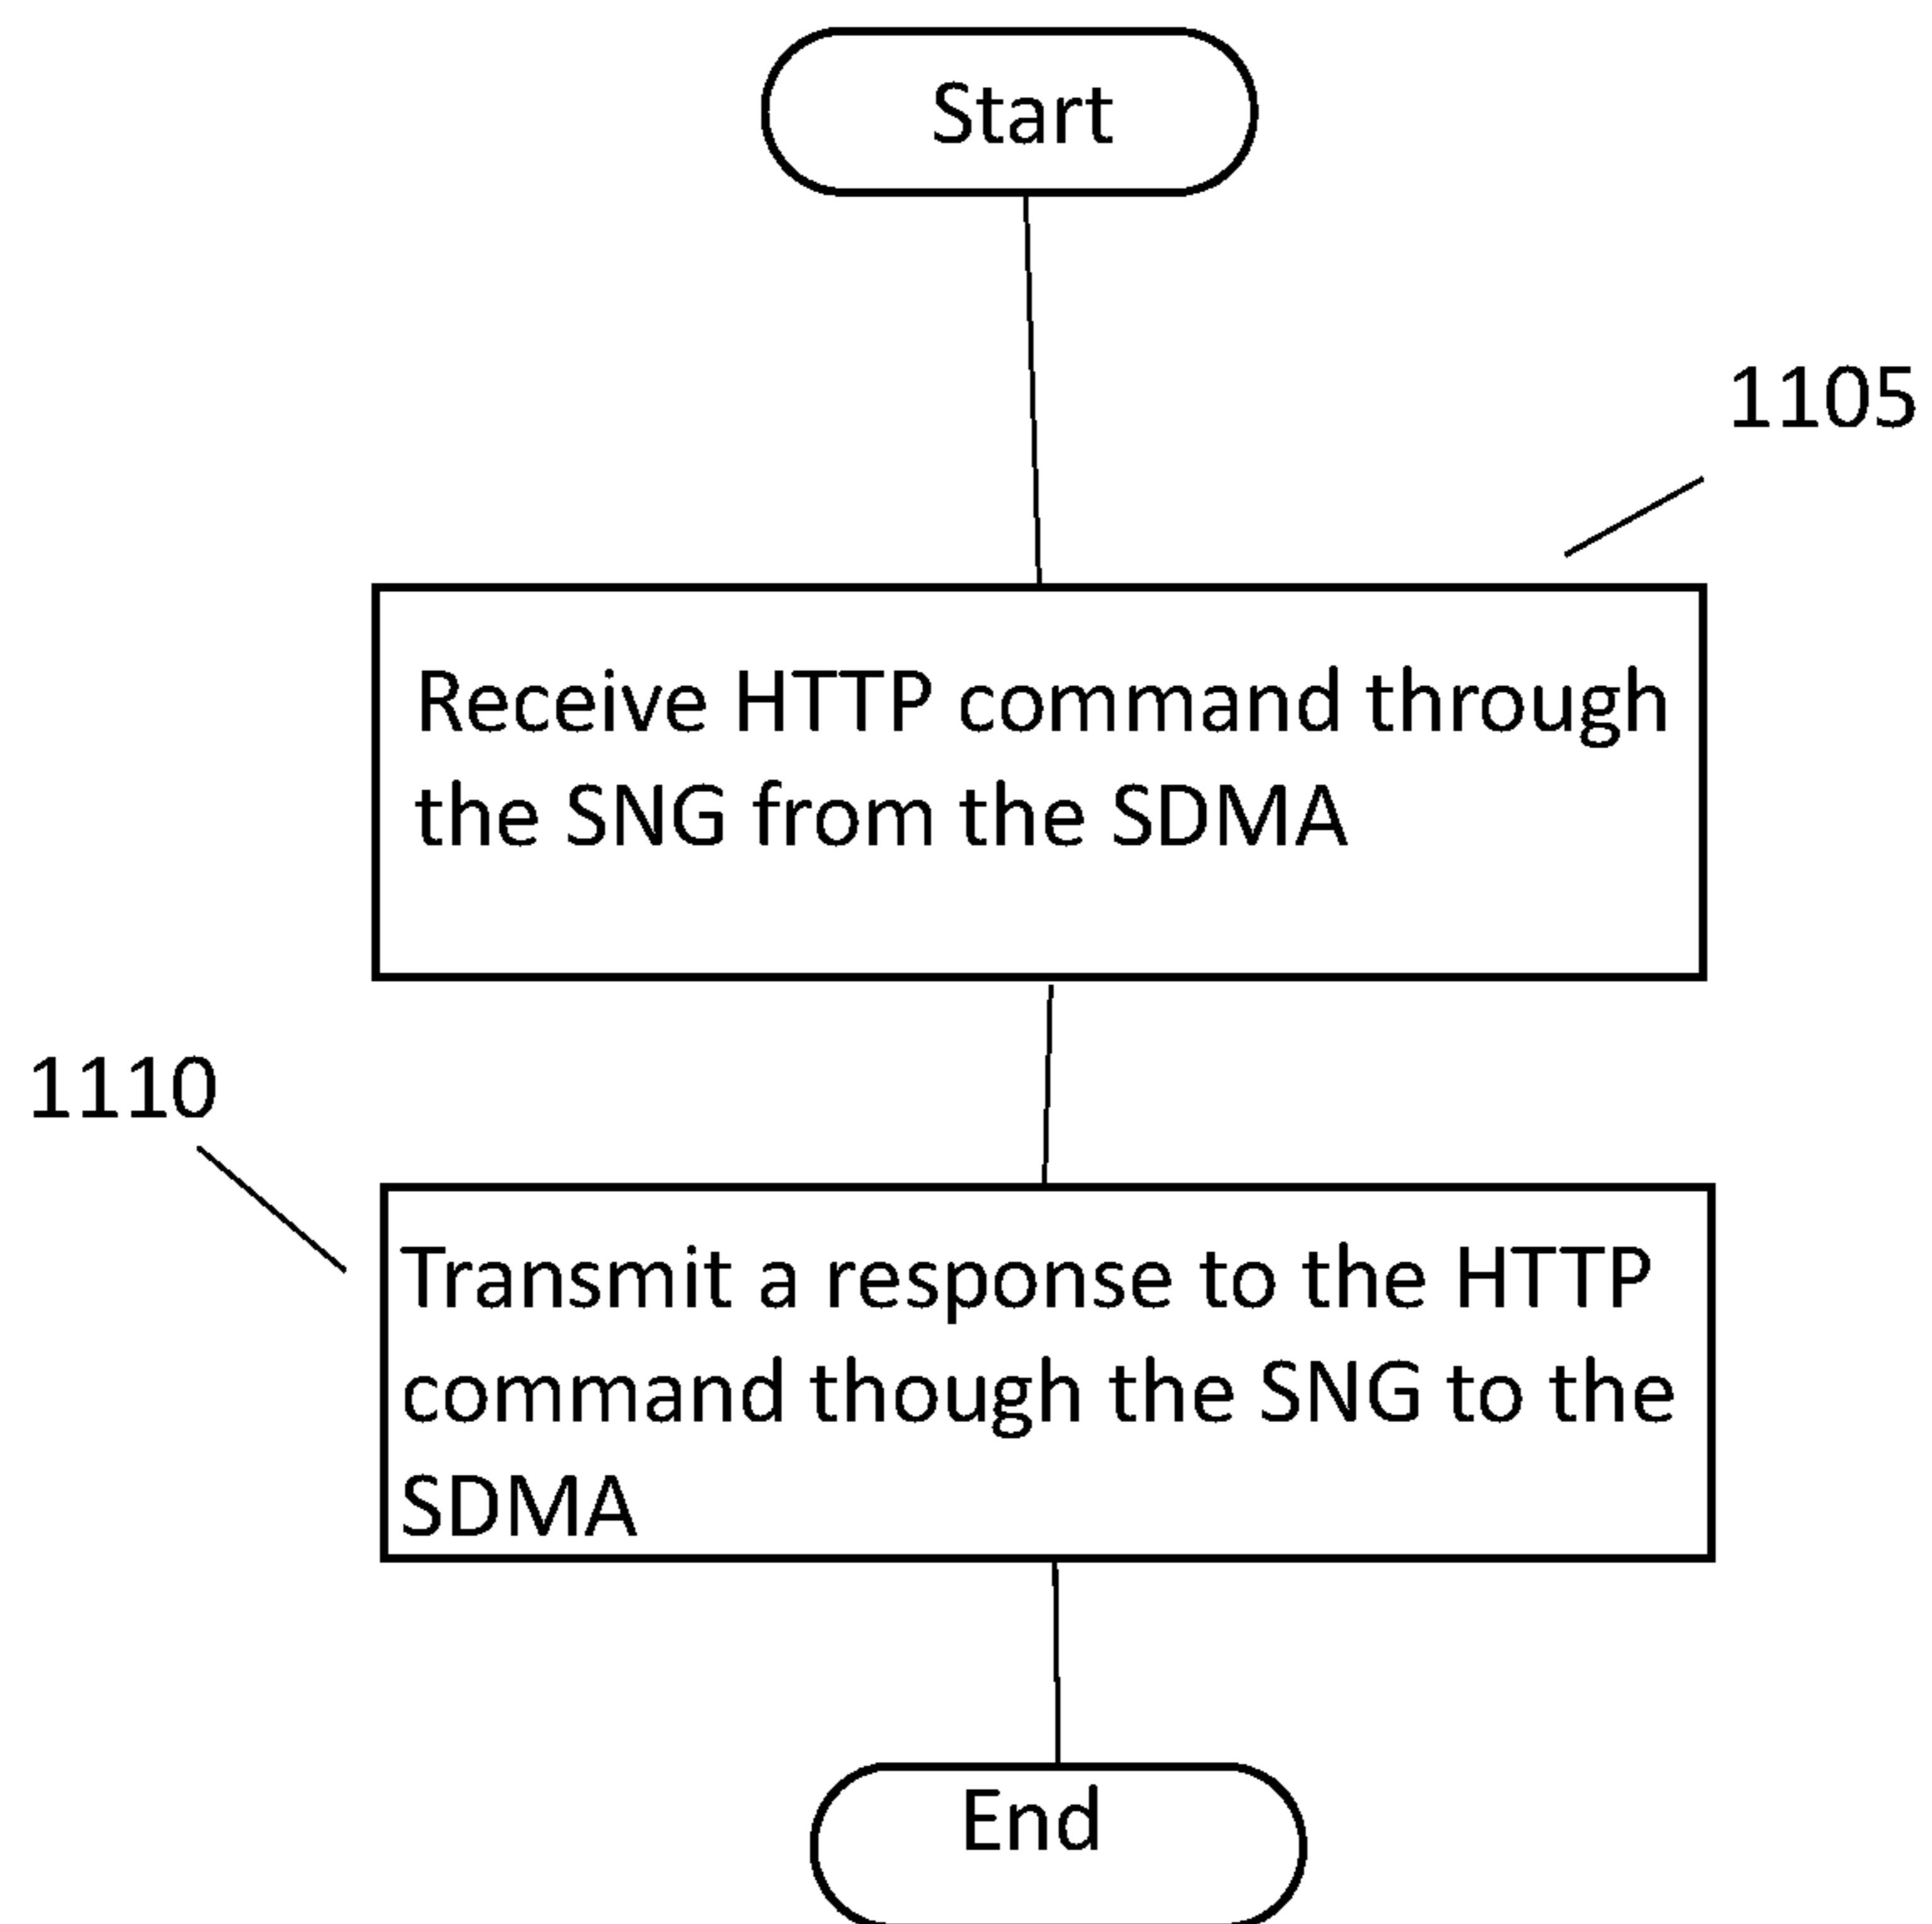 Start
1105
Receive HTTP command through
the SNG from the SDMA
1110
Transmit a response to the HTTP
command though the SNG to the
SDMA
End